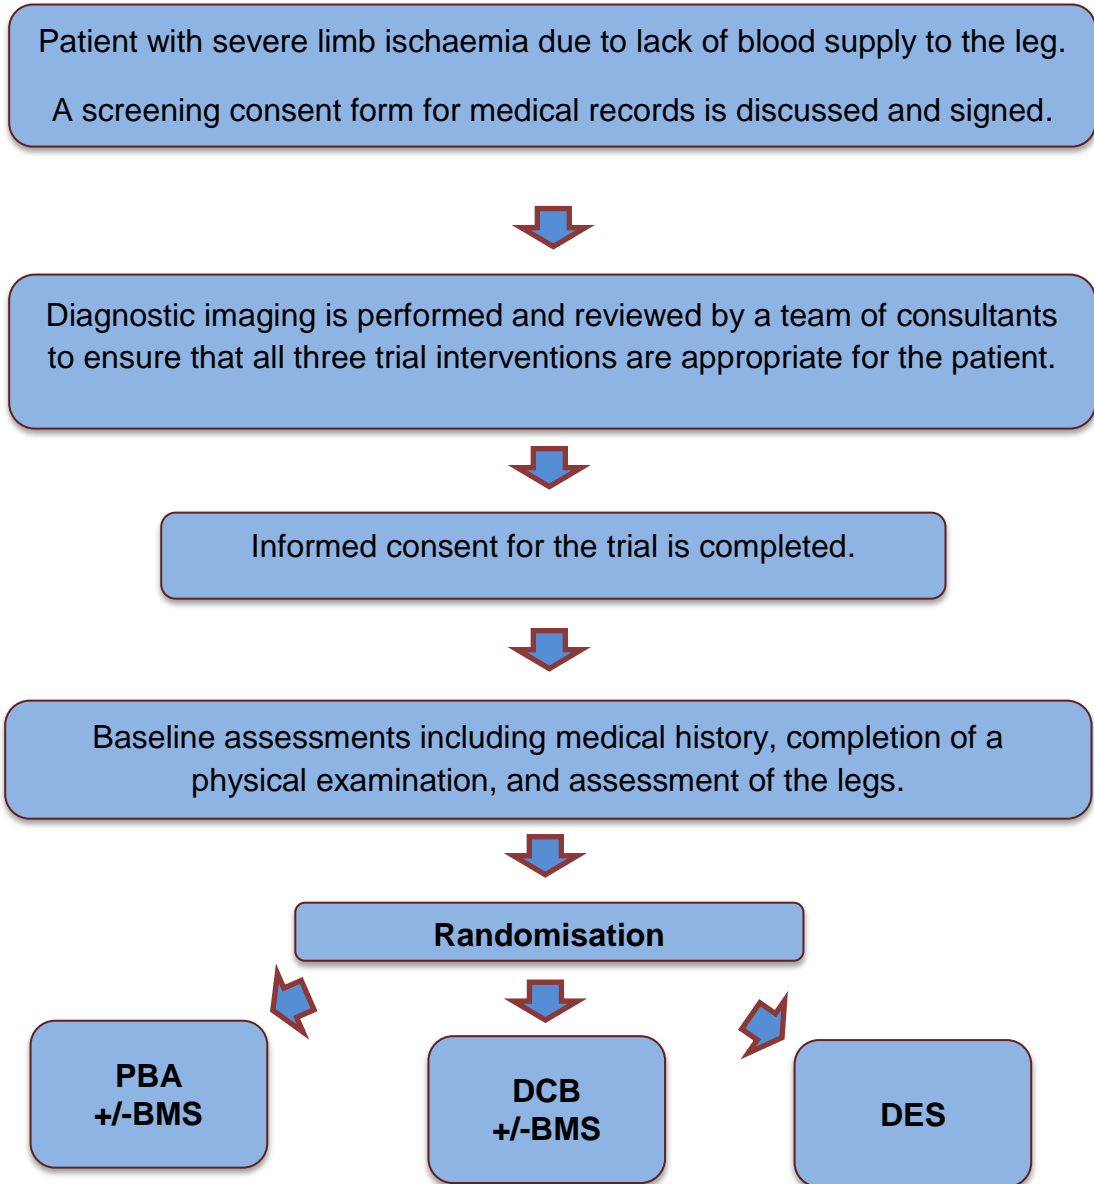 Patient with severe limb ischaemia due to lack of blood supply to the leg.
A screening consent form for medical records is discussed and signed.
Diagnostic imaging is performed and reviewed by a team of consultants
to ensure that all three trial interventions are appropriate for the patient.
Informed consent for the trial is completed.
Baseline assessments including medical history, completion of a
physical examination, and assessment of the legs.
Randomisation
PBA
+/-BMS
DCB
+/-BMS
DES